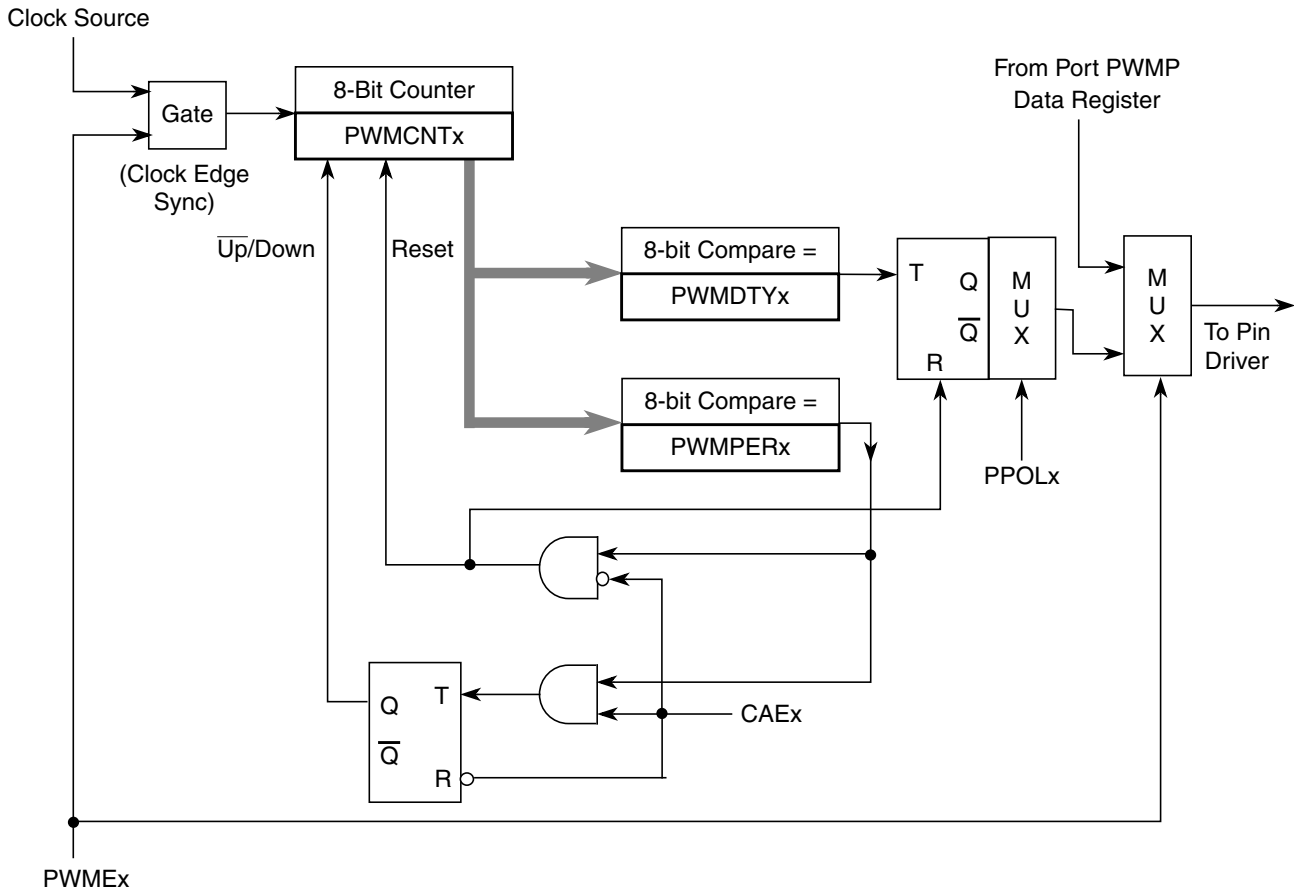 Clock Source
From Port PWMP
Data Register
8-Bit Counter
Gate
PWMCNTx
(Clock Edge
Sync)
U̅p̅/Down
Reset
8-bit Compare =
PWMDTYx
T
Q
Q̅
R
M
U
X
M
U
X
To Pin
Driver
8-bit Compare =
PWMPERx
PPOLx
Q
T
Q̅
R
CAEx
PWMEx